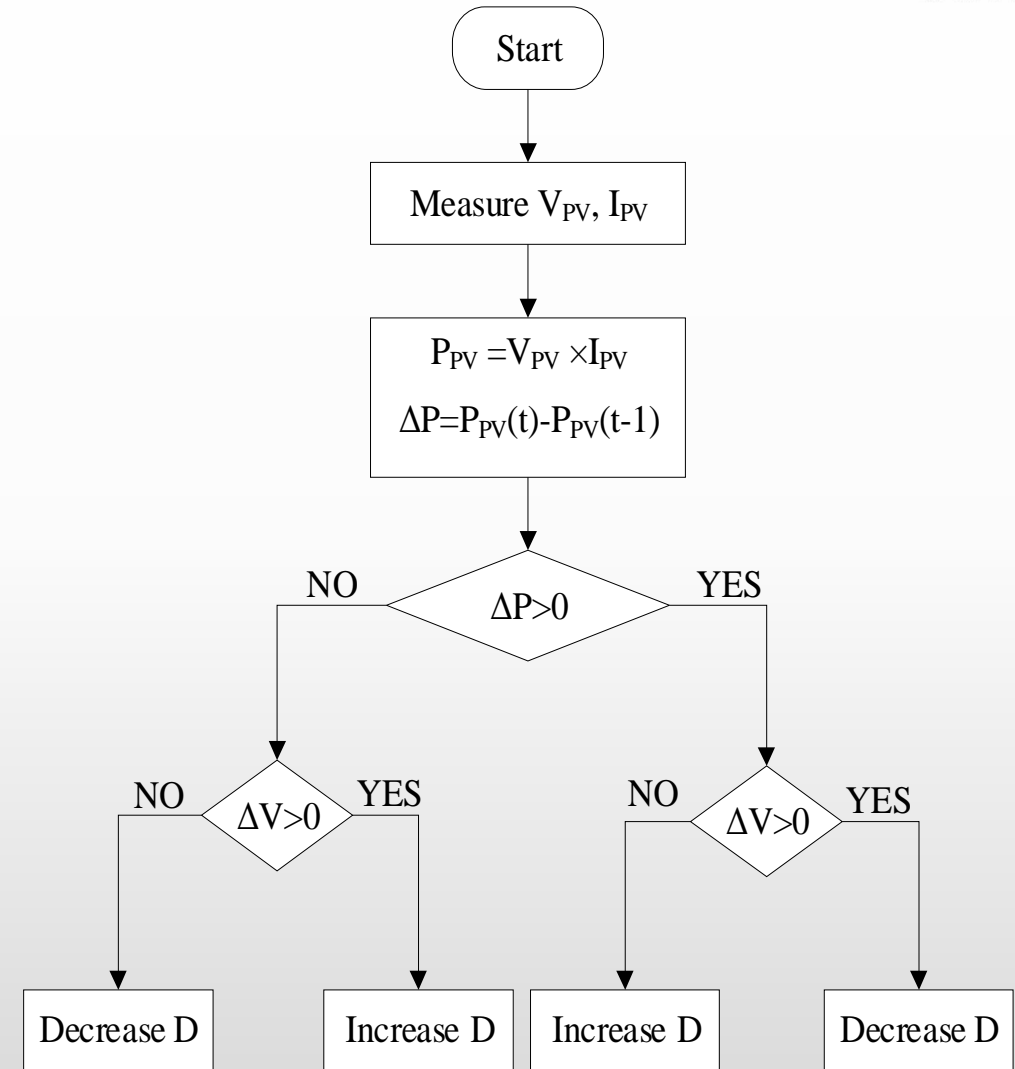 Start
Measure V_PV, I_PV
P_PV =V_PV ×I_PV
ΔP=P_PV(t)-P_PV(t-1)
NO
YES
ΔP>0
NO
YES
NO
YES
ΔV>0
ΔV>0
Decrease D
Increase D
Increase D
Decrease D